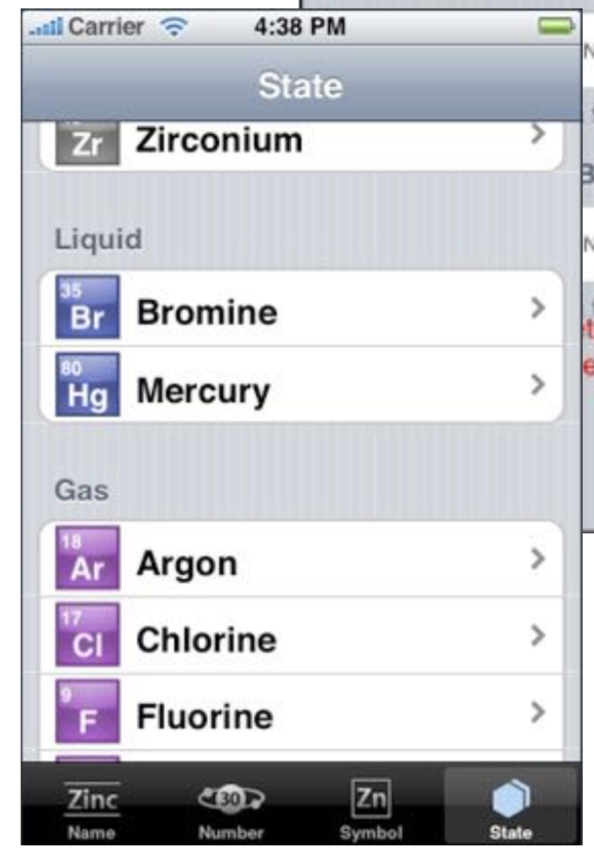 Carrier 4:38 PM
State
Zr Zirconium
Liquid
35
Br Bromine
80
Hg Mercury
Gas
18
Ar Argon
17
Cl Chlorine
9
F Fluorine
Zinc 30 Zn
Name Number Symbol State